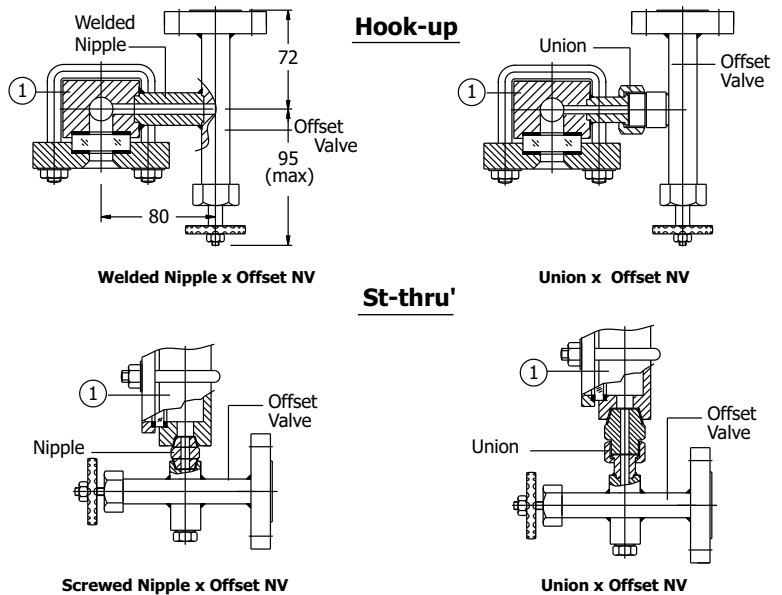 Hook-up
Welded
Nipple
1
72
Offset
Valve
95
(max)
80
Welded Nipple x Offset NV
Union
1
Offset
Valve
Union x Offset NV
St-thru'
1
Offset
Valve
Nipple
Screwed Nipple x Offset NV
1
Offset
Valve
Union
Union x Offset NV